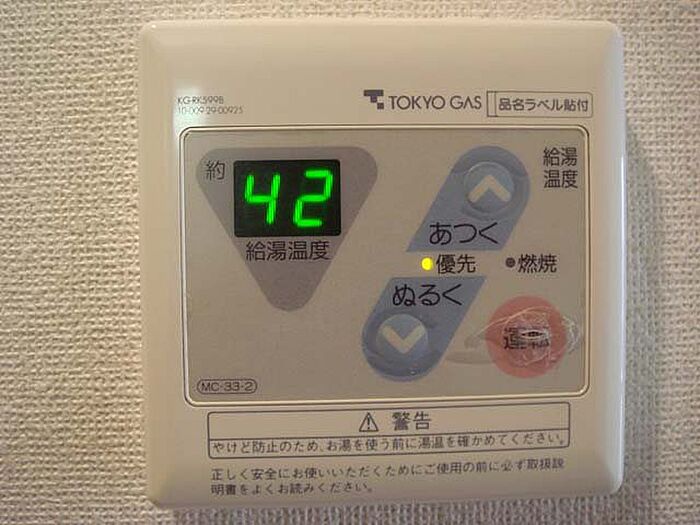 KG-RK599B
10-009-29-00925
TOKYO GAS
品名ラベル貼付
約
42
給湯温度
給湯
温度
あつく
優先
燃焼
ぬるく
運転
MC-33-2
警告
やけど防止のため、お湯を使う前に湯温を確かめてください。
正しく安全にお使いいただくためにご使用の前に必ず取扱説
明書をよくお読みください。